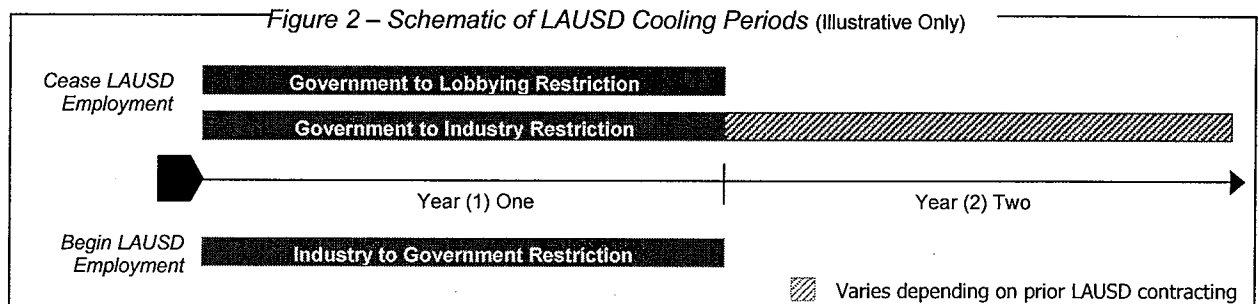 Figure 2 – Schematic of LAUSD Cooling Periods (Illustrative Only)
Cease LAUSD
Employment
Government to Lobbying Restriction
Government to Industry Restriction
Year (1) One
Year (2) Two
Begin LAUSD
Employment
Industry to Government Restriction
Varies depending on prior LAUSD contracting